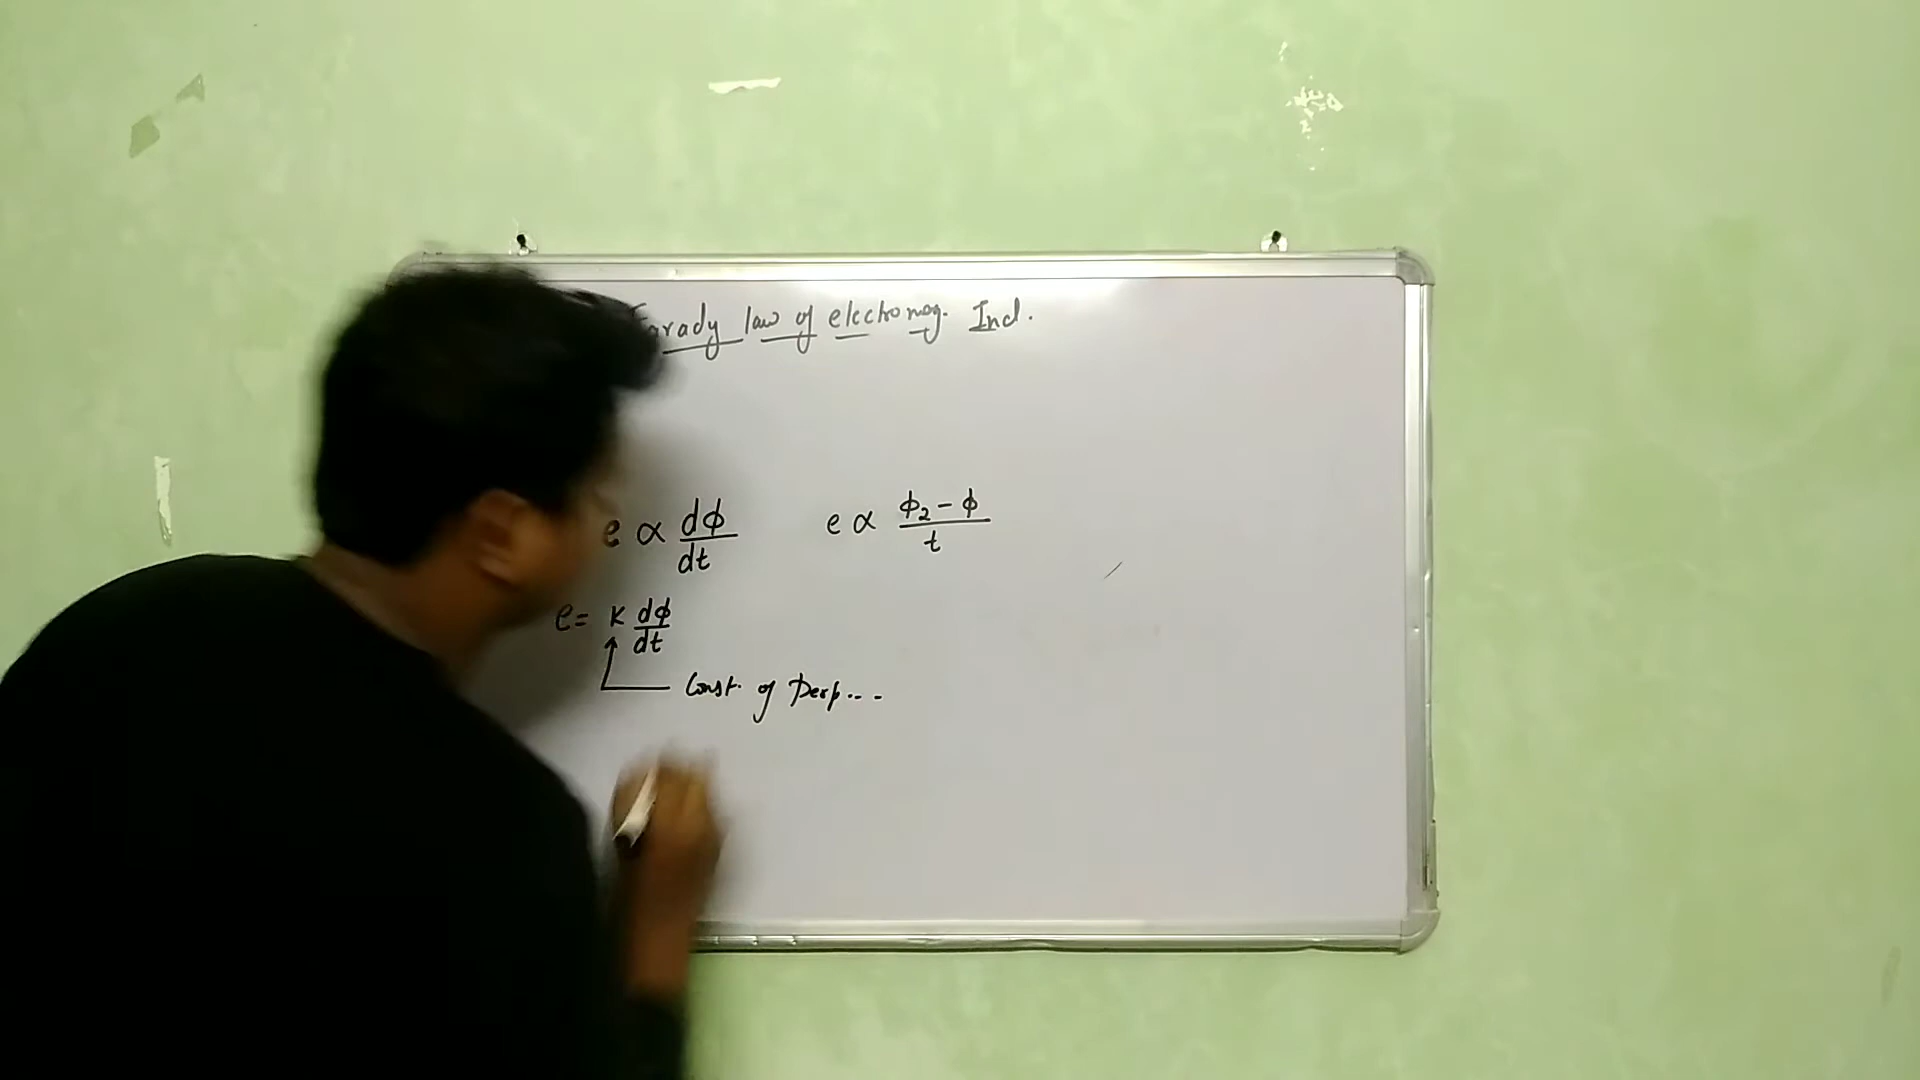 Farady law of electromag. Ind.
e ∝ dϕ/dt e ∝ ϕ2 - ϕ/t
e = K dϕ/dt
Const. of Perp...